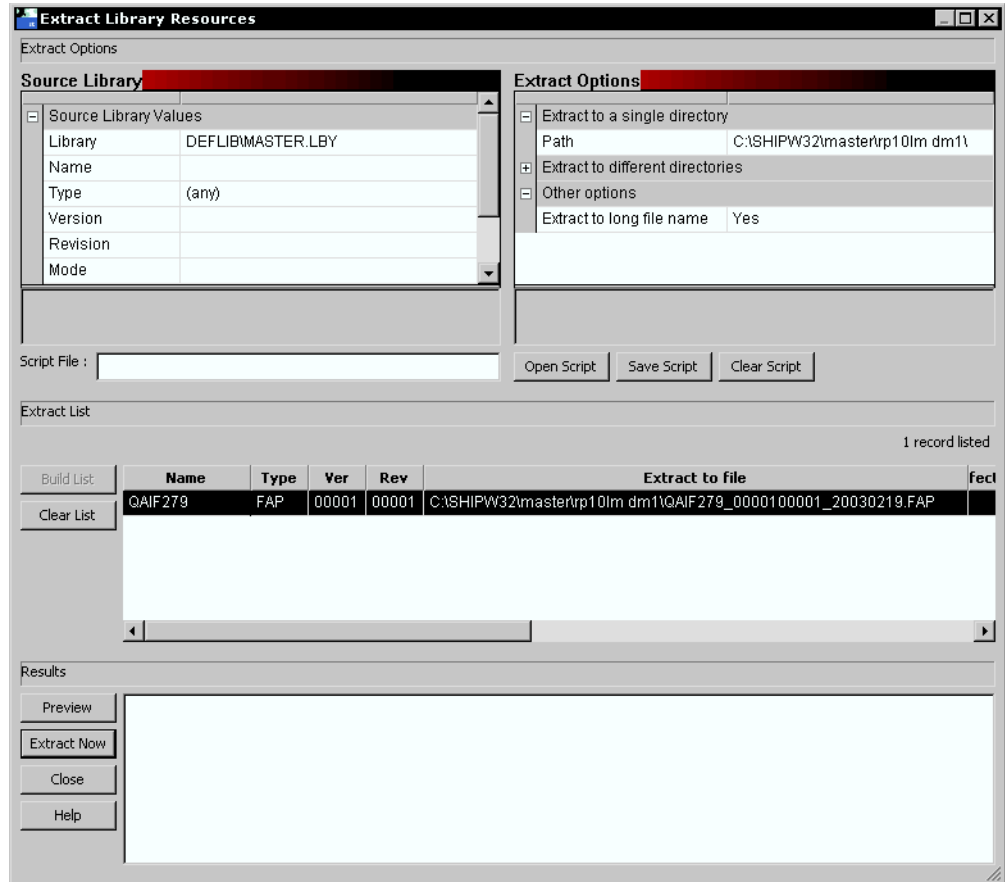 Extract Library Resources
Extract Options
Source Library
Source Library Values
Library DEFLIB\MASTER.LBY
Name
Type (any)
Version
Revision
Mode
Extract Options
Extract to a single directory
Path C:\SHIPW32\master\rp10lm dm1\
Extract to different directories
Other options
Extract to long file name Yes
Script File :
Open Script Save Script Clear Script
Extract List
1 record listed
Build List
Clear List
Name Type Ver Rev Extract to file fect
QAIF279 FAP 00001 00001 C:\SHIPW32\master\rp10lm dm1\QAIF279_0000100001_20030219.FAP
Results
Preview
Extract Now
Close
Help